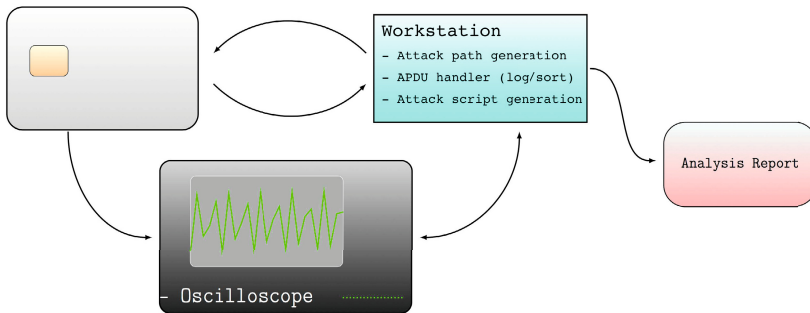 Workstation
- Attack path generation
- APDU handler (log/sort)
- Attack script generation
Analysis Report
- Oscilloscope